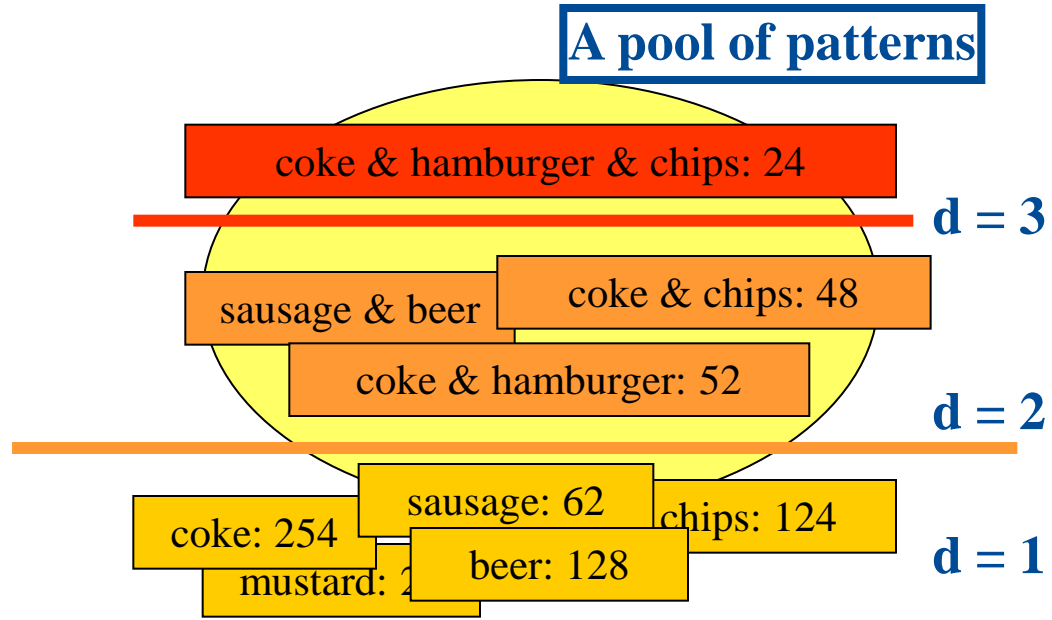 A pool of patterns
coke & hamburger & chips: 24
d = 3
sausage & beer
coke & chips: 48
coke & hamburger: 52
d = 2
sausage: 62
chips: 124
coke: 254
beer: 128
mustard:
d = 1